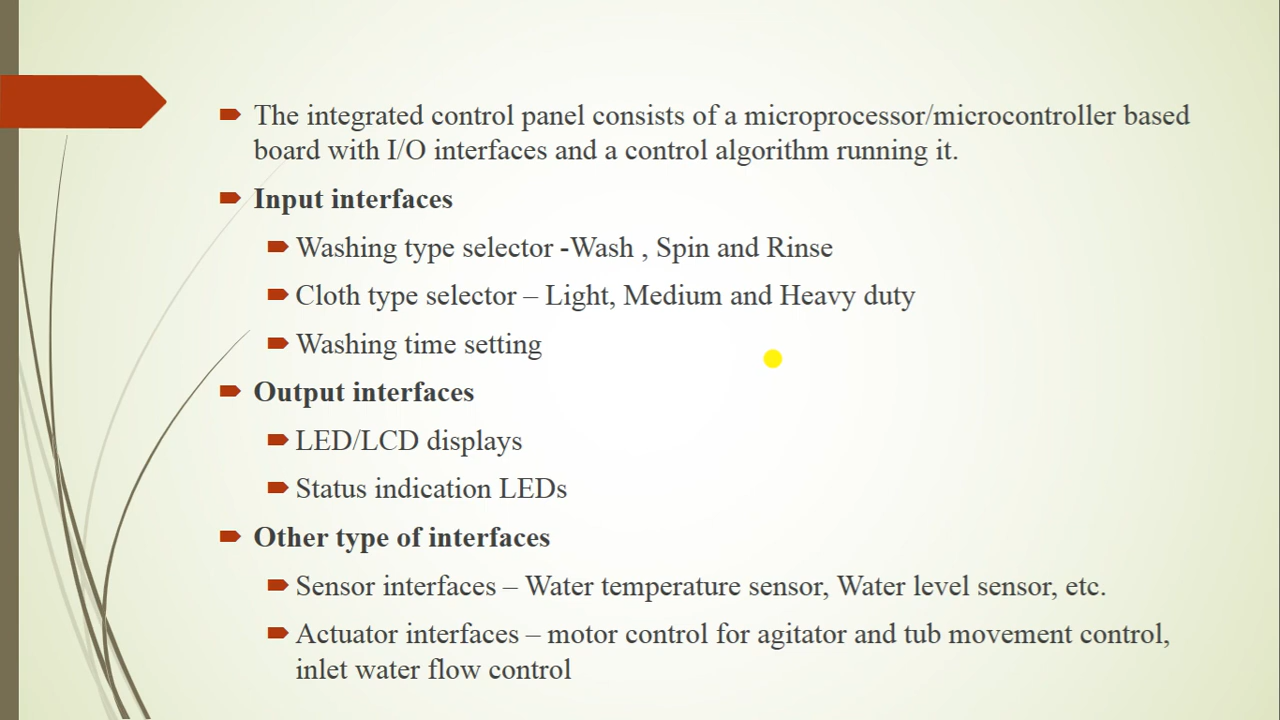 The integrated control panel consists of a microprocessor/microcontroller based
board with I/O interfaces and a control algorithm running it.
Input interfaces
Washing type selector -Wash , Spin and Rinse
Cloth type selector – Light, Medium and Heavy duty
Washing time setting
Output interfaces
LED/LCD displays
Status indication LEDs
Other type of interfaces
Sensor interfaces – Water temperature sensor, Water level sensor, etc.
Actuator interfaces – motor control for agitator and tub movement control,
inlet water flow control